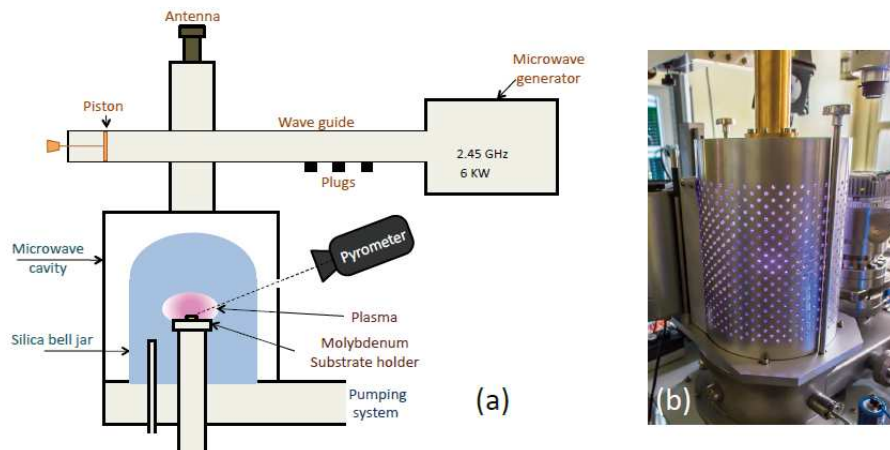 Antenna
Microwave
generator
Piston
Wave guide
2.45 GHz
6 KW
Plugs
Microwave
cavity
Pyrometer
Plasma
Silica bell jar
Molybdenum
Substrate holder
Pumping
system
(a)
(b)